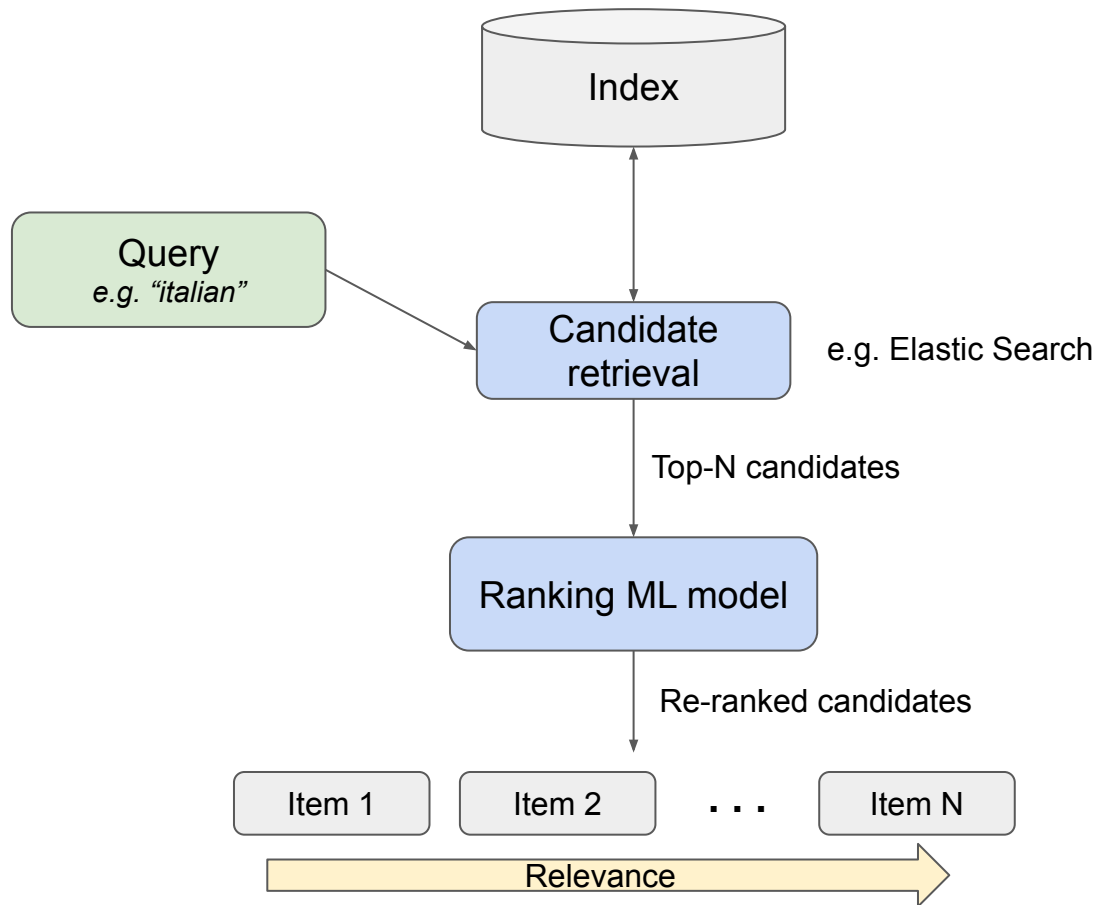 Index
Query
e.g. “italian”
Candidate
retrieval
e.g. Elastic Search
Top-N candidates
Ranking ML model
Re-ranked candidates
Item 1
Item 2
. . .
Item N
Relevance